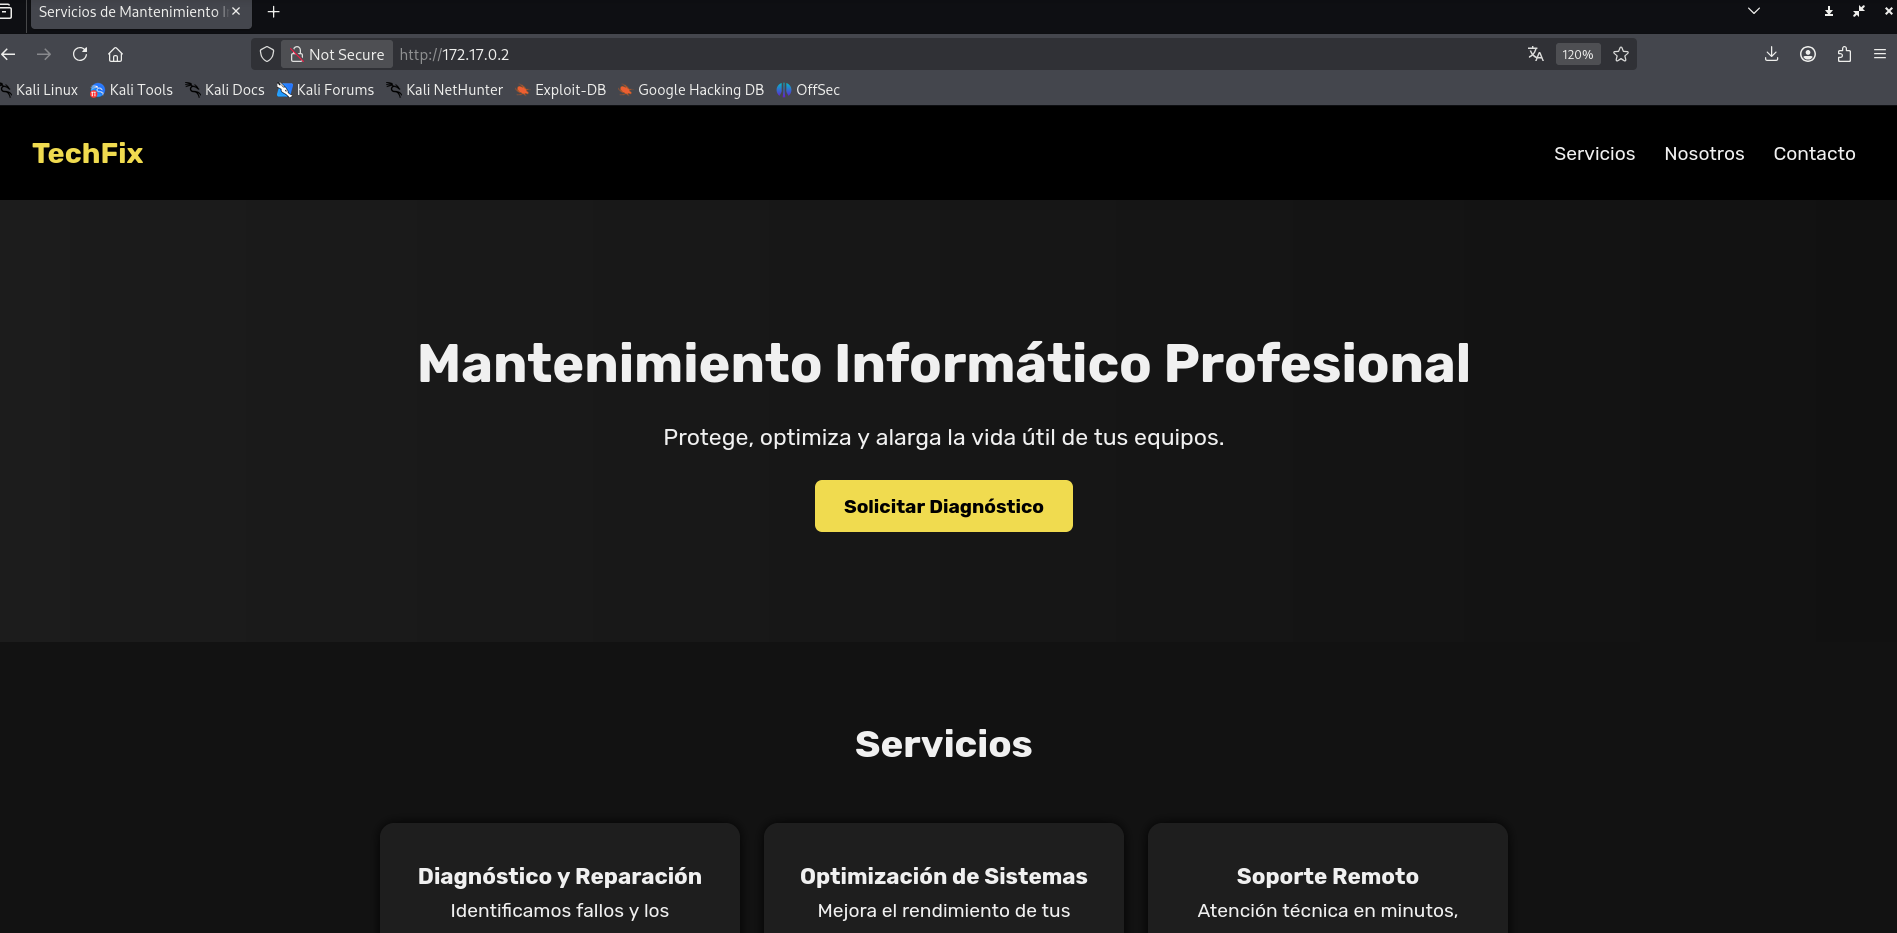 Servicios de Mantenimiento I
Not Secure http://172.17.0.2 120%
Kali Linux Kali Tools Kali Docs Kali Forums Kali NetHunter Exploit-DB Google Hacking DB OffSec
TechFix Servicios Nosotros Contacto
Mantenimiento Informático Profesional
Protege, optimiza y alarga la vida útil de tus equipos.
Solicitar Diagnóstico
Servicios
Diagnóstico y Reparación
Identificamos fallos y los
Optimización de Sistemas
Mejora el rendimiento de tus
Soporte Remoto
Atención técnica en minutos,